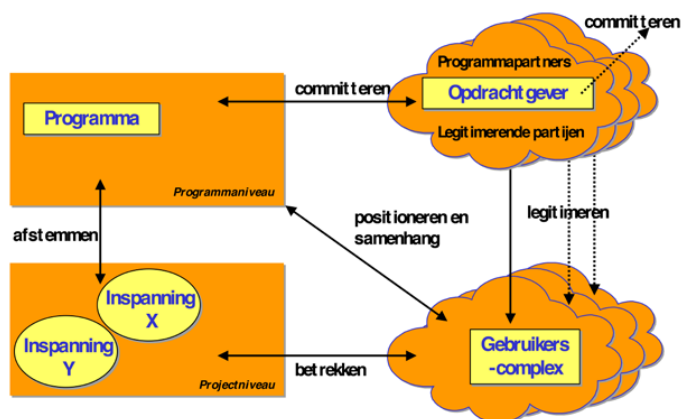 committeren
Programmapartners
Opdrachtgever
Legitimerende partijen
committeren
Programma
Programmaniveau
afstemmen
positioneren en
samenhang
legitimeren
Inspanning
X
Inspanning
Y
Projectniveau
betrekken
Gebruikers
-complex